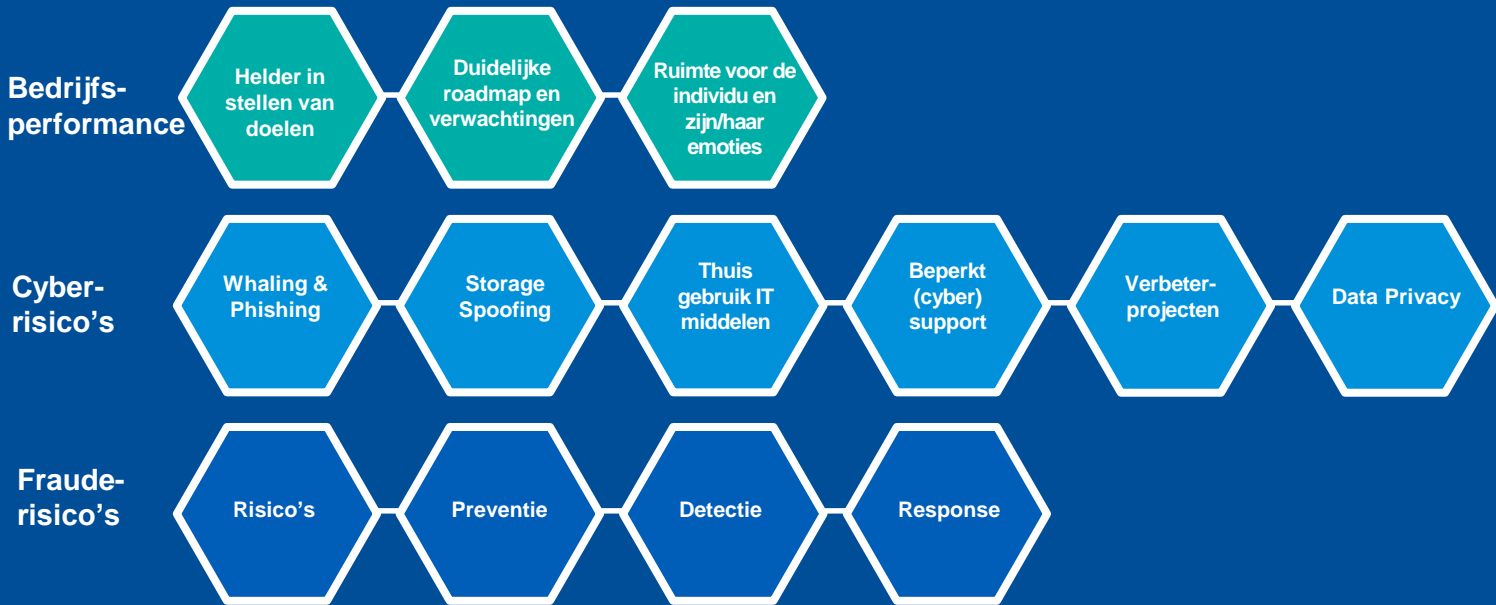 Bedrijfs-
performance
Helder in
stellen van
doelen
Duidelijke
roadmap en
verwachtingen
Ruimte voor de
individu en
zijn/haar
emoties
Cyber-
risico's
Whaling &
Phishing
Storage
Spoofing
Thuis
gebruik IT
middelen
Beperkt
(cyber)
support
Verbeter-
projecten
Data Privacy
Fraude-
risico's
Risico's
Preventie
Detectie
Response